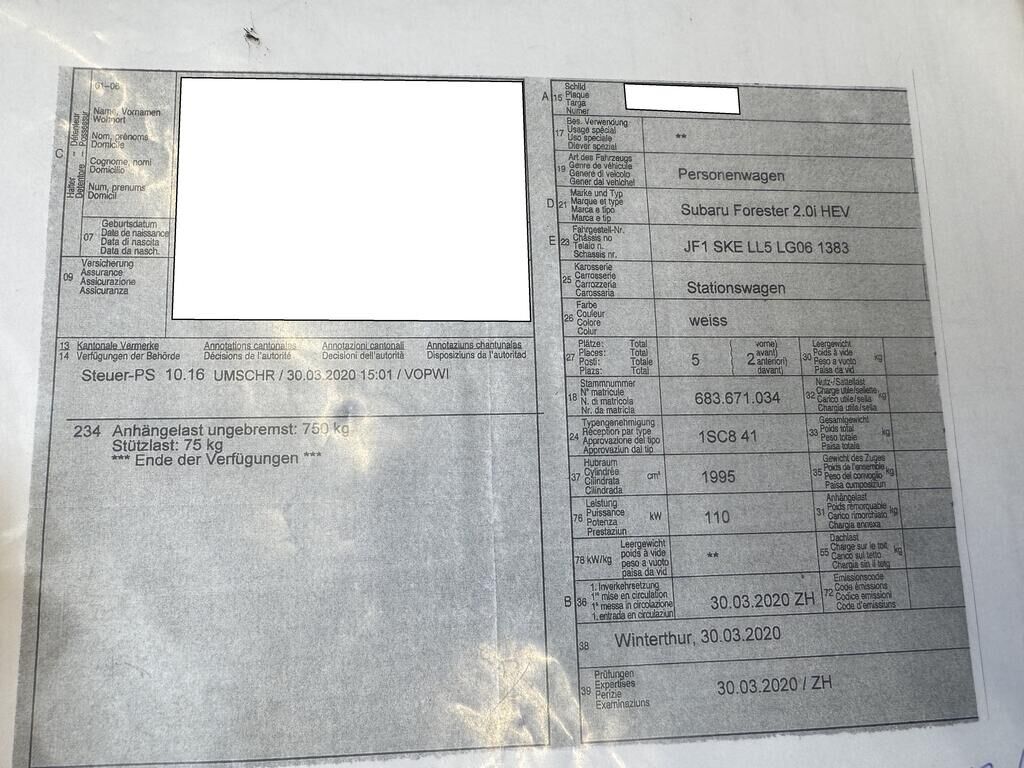 01-06
Name, Vornamen
Wohnort
Nom, prénoms
Domicile
Cognome, nomi
Domicilio
Num, prenums
Domicil
C
Halter – Détenteur
Detentore – Possessur
07
Geburtsdatum
Date de naissance
Data di nascita
Data da nasch.
09
Versicherung
Assurance
Assicurazione
Assicuranza
13 Kantonale Vermerke Annotations cantonales Annotazioni cantonali Annotaziuns chantunalas
14 Verfügungen der Behörde Décisions de l'autorité Decisioni dell'autorità Disposiziuns da l'autoritad
Steuer-PS 10.16 UMSCHR / 30.03.2020 15:01 / VOPWI
234 Anhängelast ungebremst: 750 kg
Stützlast: 75 kg
*** Ende der Verfügungen ***
A 15
Schild
Plaque
Targa
Numer
17
Bes. Verwendung
Usage spécial
Uso speciale
Diever spezial
**
19
Art des Fahrzeugs
Genre de véhicule
Genere di veicolo
Gener dal vehichel
Personenwagen
D 21
Marke und Typ
Marque et type
Marca e tipo
Marca e tip
Subaru Forester 2.0i HEV
E 23
Fahrgestell-Nr.
Châssis no
Telaio n.
Schassis nr.
JF1 SKE LL5 LG06 1383
25
Karosserie
Carrosserie
Carrozzeria
Carossaria
Stationswagen
26
Farbe
Couleur
Colore
Colur
weiss
27
Plätze: Total
Places: Total
Posti: Totale
Plazs: Total
5
vorne)
avant)
2 anteriori)
davant)
30
Leergewicht
Poids à vide
Peso a vuoto
Paisa da vid
kg
18
Stammnummer
N° matricule
N. di matricola
Nr. da matricla
683.671.034
32
Nutz-/Sattellast
Charge utile/sellette
Carico utile/sella
Chargia utila/sella
kg
24
Typengenehmigung
Réception par type
Approvazione del tipo
Approvaziun dal tip
1SC8 41
33
Gesamtgewicht
Poids total
Peso totale
Paisa totala
kg
37
Hubraum
Cylindrée
Cilindrata
Cilindrada
cm³
1995
35
Gewicht des Zuges
Poids de l'ensemble
Peso del convoglio
Paisa cumposiziun
kg
76
Leistung
Puissance
Potenza
Prestaziun
kW
110
31
Anhängelast
Poids remorquable
Carico rimorchiato
Chargia annexa
kg
78 kW/kg
Leergewicht
poids à vide
peso a vuoto
paisa da vid
**
55
Dachlast
Charge sur le toit
Carico sul tetto
Chargia sin il tetg
kg
B 36
1. Inverkehrsetzung
1re mise en circulation
1a messa in circolazione
1. entrada en circulaziun
30.03.2020 ZH
72
Emissionscode
Code émissions
Codice emissioni
Code d'emissiuns
38
Winterthur, 30.03.2020
39
Prüfungen
Expertises
Perizie
Examinaziuns
30.03.2020 / ZH